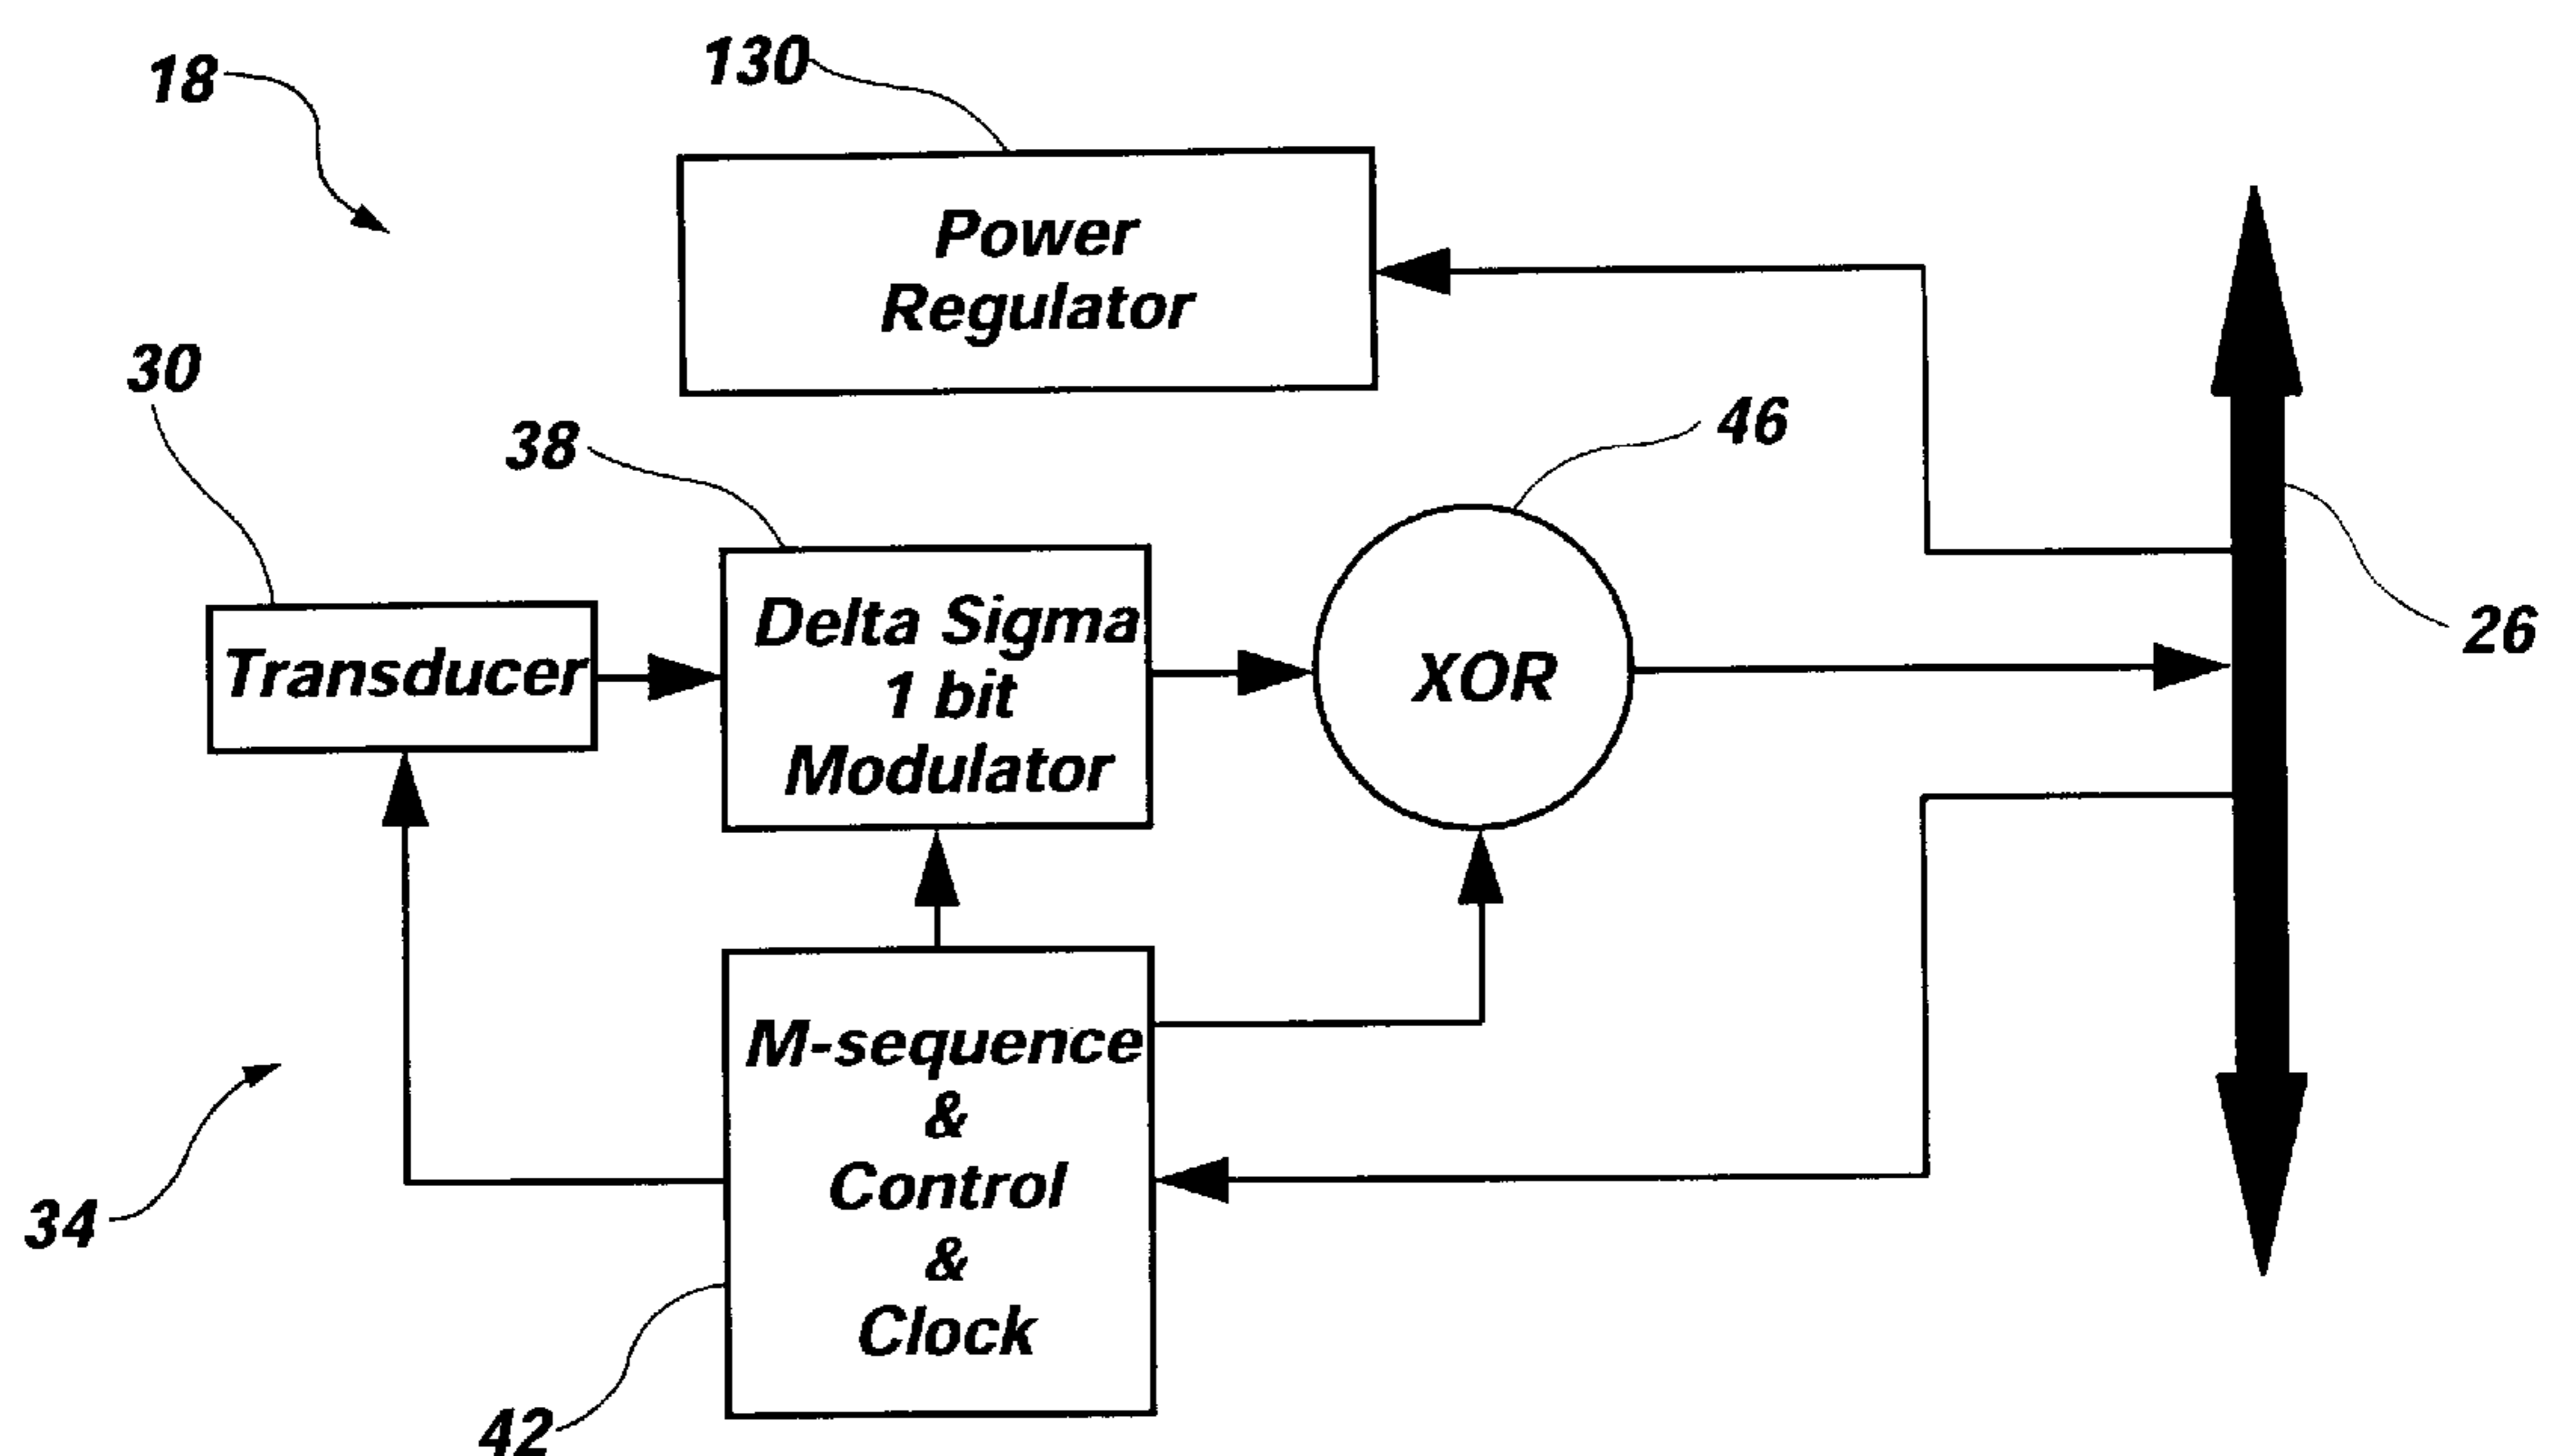 130
18
Power
Regulator
30
46
38
26
Delta Sigma
1 bit
Modulator
Transducer
XOR
M-sequence
&
Control
&
Clock
34
42